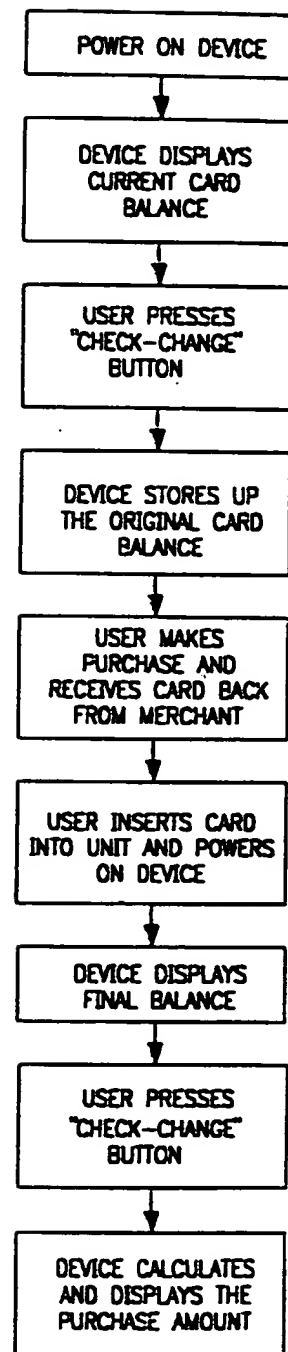 POWER ON DEVICE
DEVICE DISPLAYS
CURRENT CARD
BALANCE
USER PRESSES
"CHECK-CHANGE"
BUTTON
DEVICE STORES UP
THE ORIGINAL CARD
BALANCE
USER MAKES
PURCHASE AND
RECEIVES CARD BACK
FROM MERCHANT
USER INSERTS CARD
INTO UNIT AND POWERS
ON DEVICE
DEVICE DISPLAYS
FINAL BALANCE
USER PRESSES
"CHECK-CHANGE"
BUTTON
DEVICE CALCULATES
AND DISPLAYS THE
PURCHASE AMOUNT